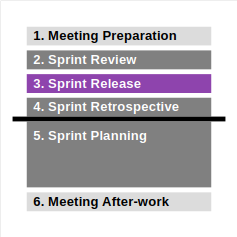 1. Meeting Preparation
2. Sprint Review
3. Sprint Release
4. Sprint Retrospective
5. Sprint Planning
6. Meeting After-work